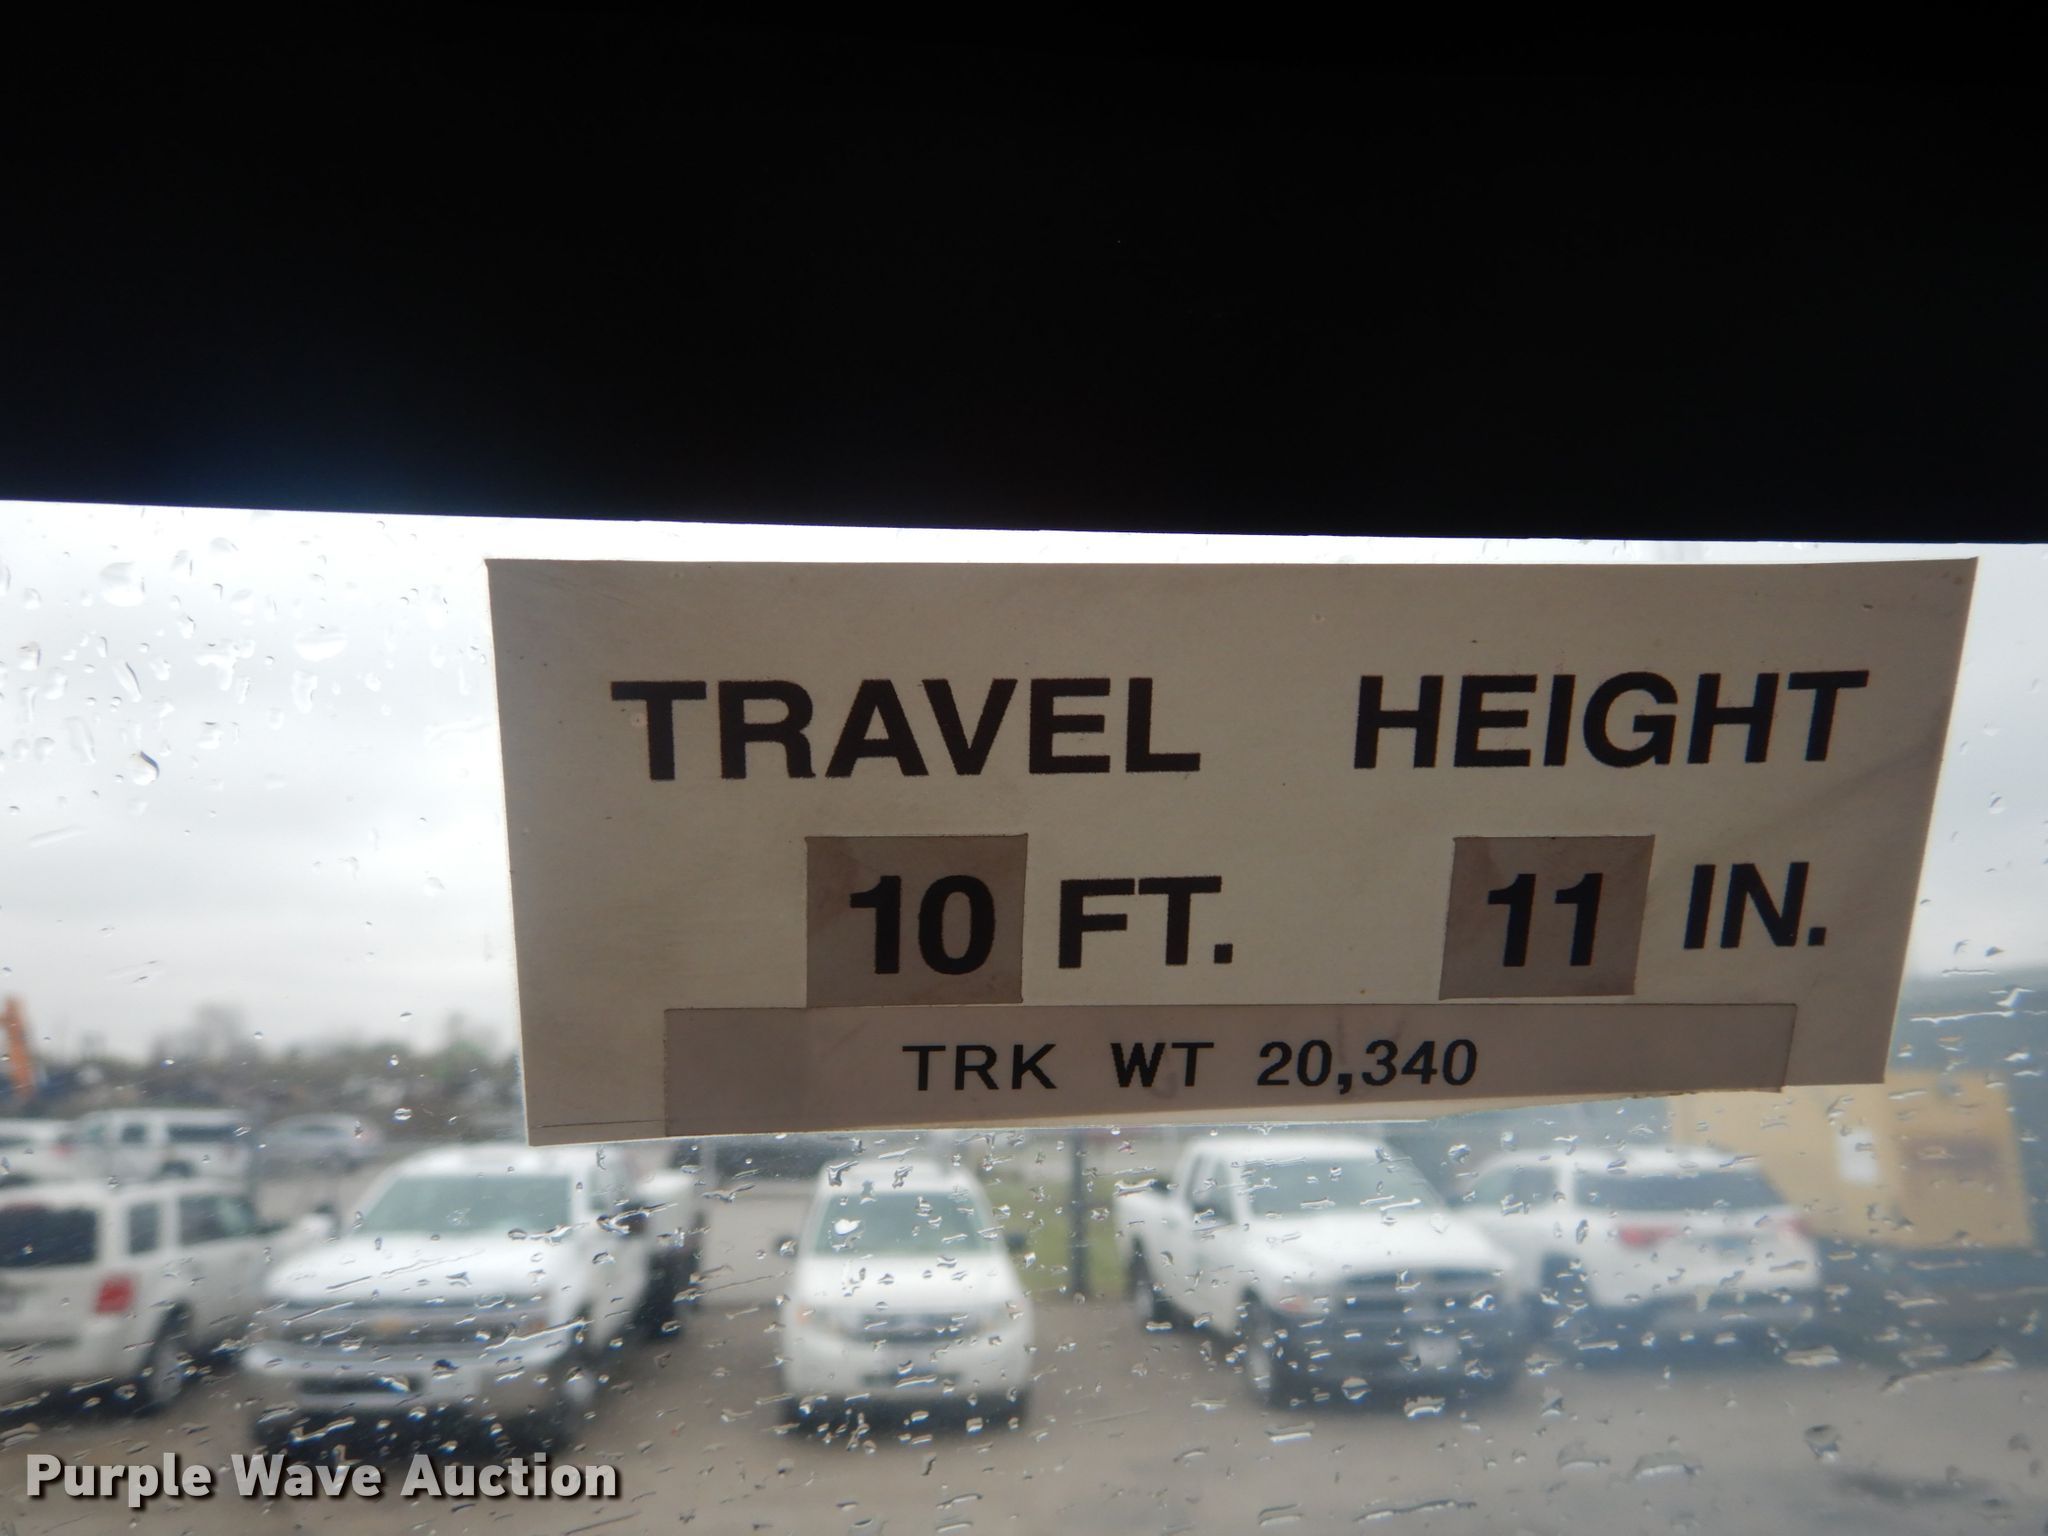 TRAVEL HEIGHT
10 FT. 11 IN.
TRK WT 20,340
Purple Wave Auction